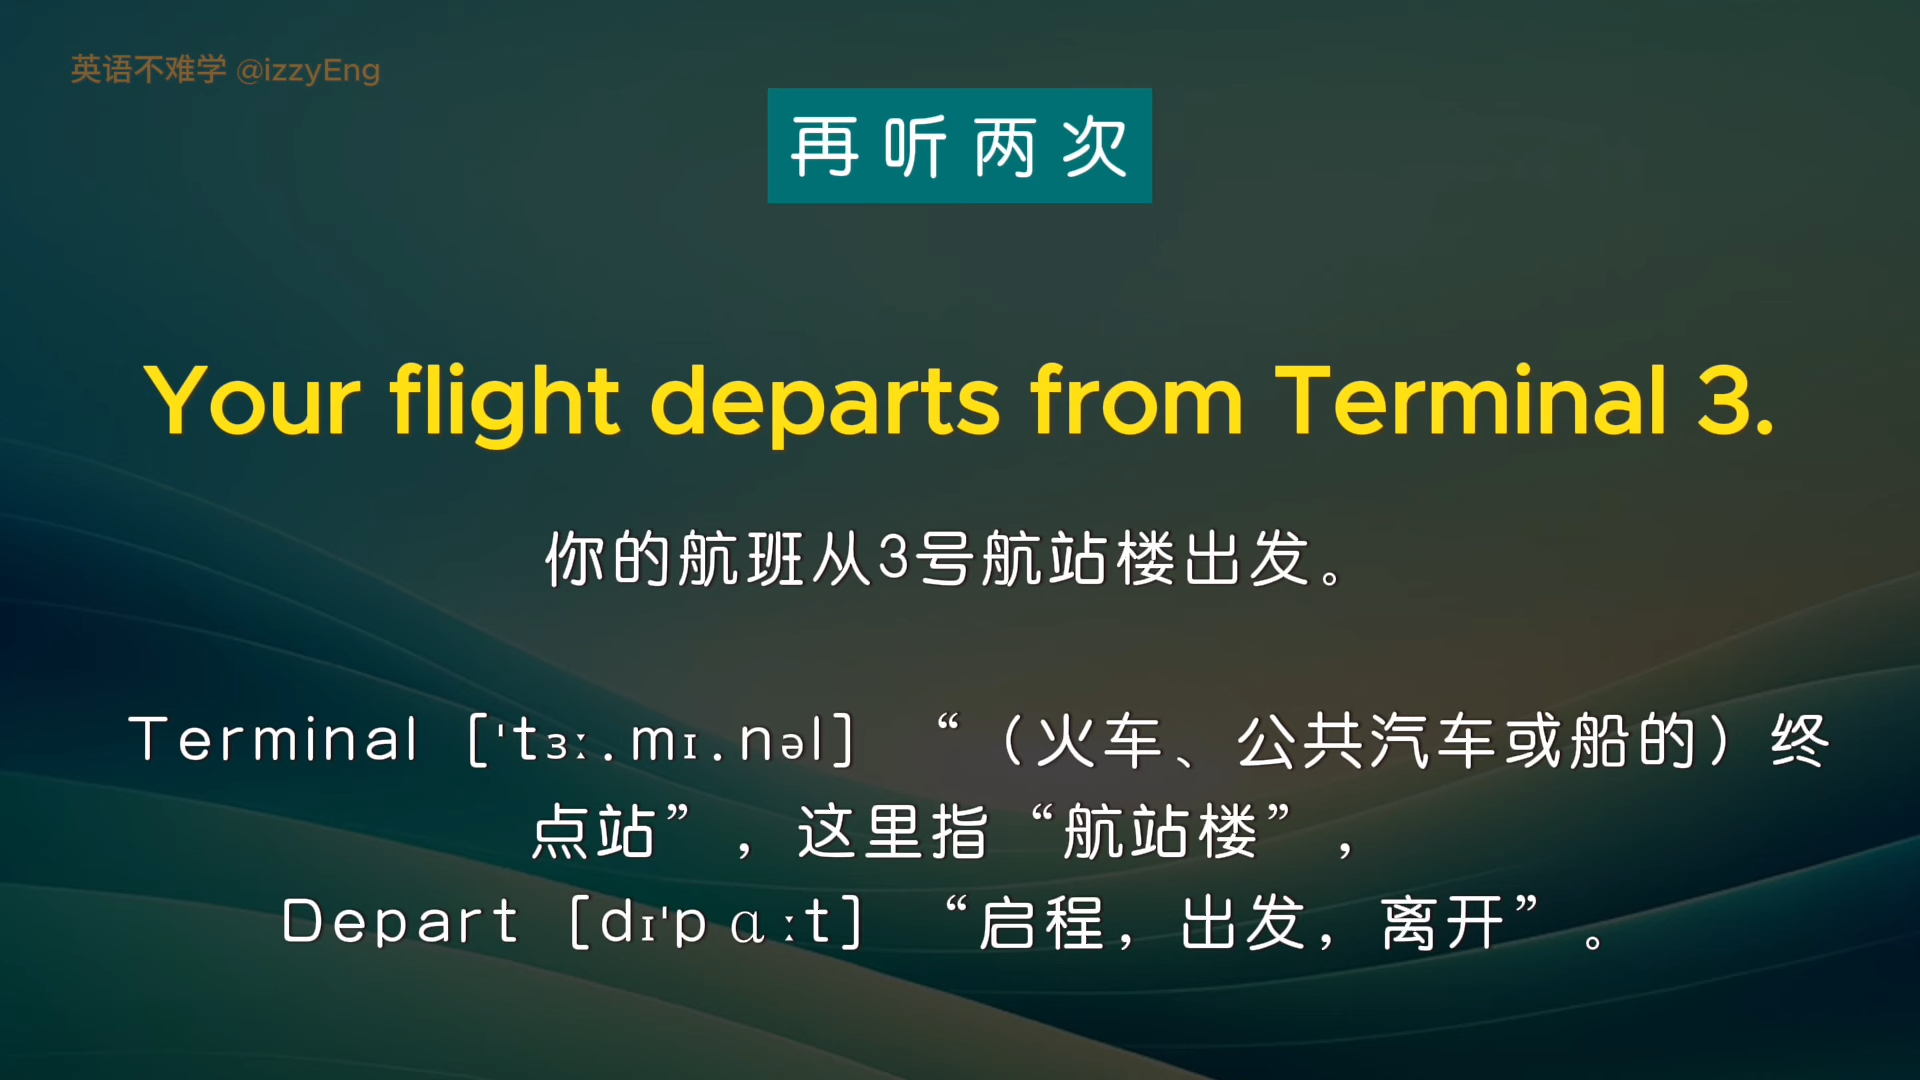 英语不难学 @izzyEng
再听两次
Your flight departs from Terminal 3.
你的航班从3号航站楼出发。
Terminal ['tɜː.mɪ.nəl] “（火车、公共汽车或船的）终
点站”，这里指“航站楼”，
Depart [dɪ'pɑːt] “启程，出发，离开”。